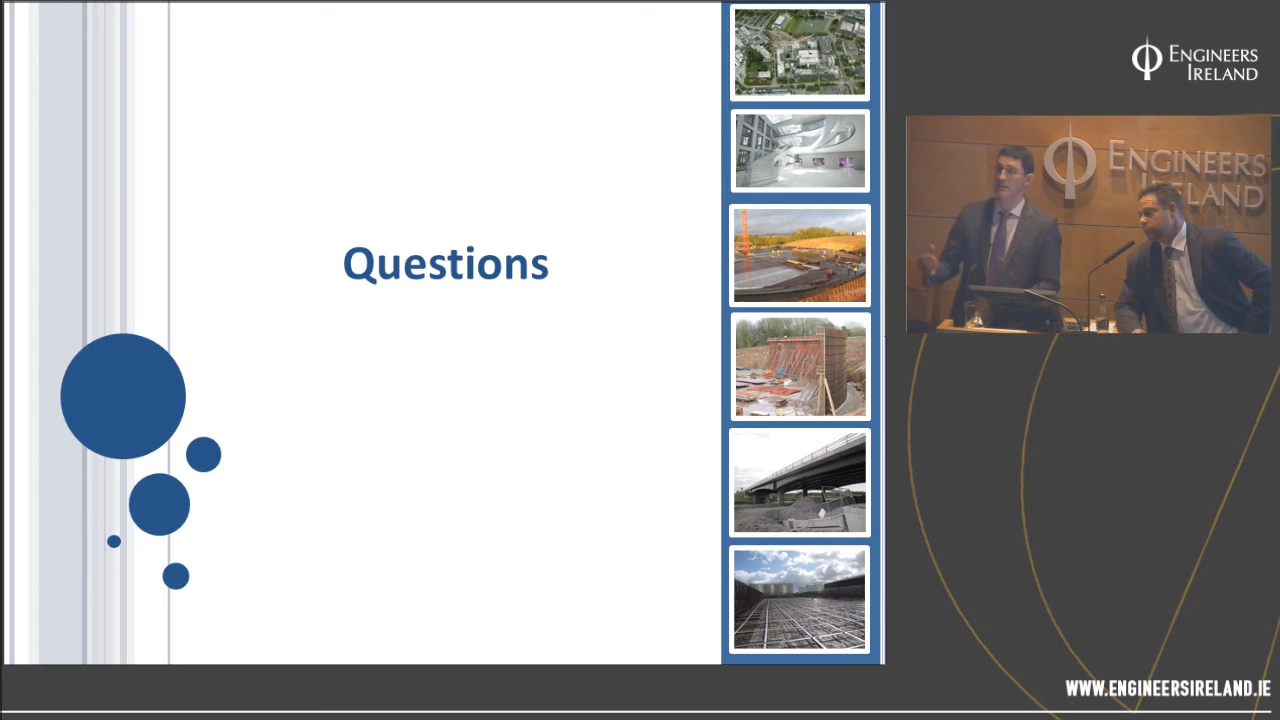 Questions
ENGINEERS
IRELAND
ENGINEERS
IRELAND
WWW.ENGINEERSIRELAND.IE